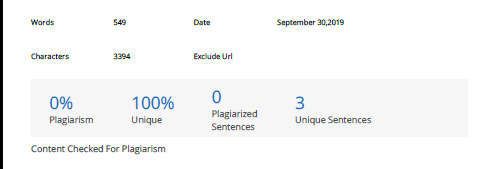 Words 549 Date September 30,2019
Characters 3394 Exclude Url
0% 100% 0 3
Plagiarism Unique Plagiarized Sentences Unique Sentences
Content Checked For Plagiarism